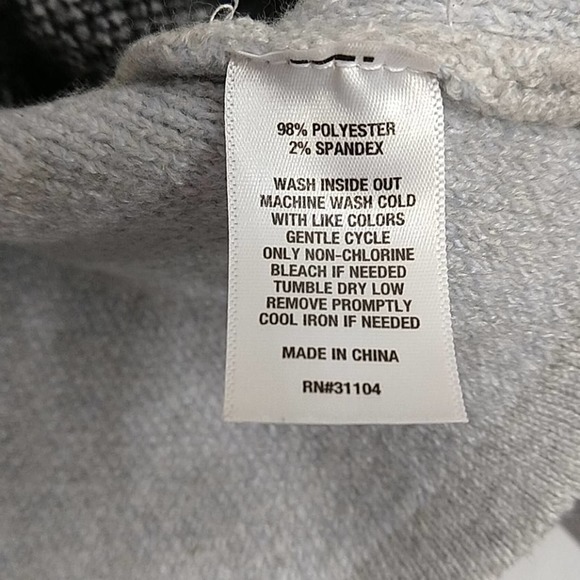 98% POLYESTER
2% SPANDEX
WASH INSIDE OUT
MACHINE WASH COLD
WITH LIKE COLORS
GENTLE CYCLE
ONLY NON-CHLORINE
BLEACH IF NEEDED
TUMBLE DRY LOW
REMOVE PROMPTLY
COOL IRON IF NEEDED
MADE IN CHINA
RN#31104